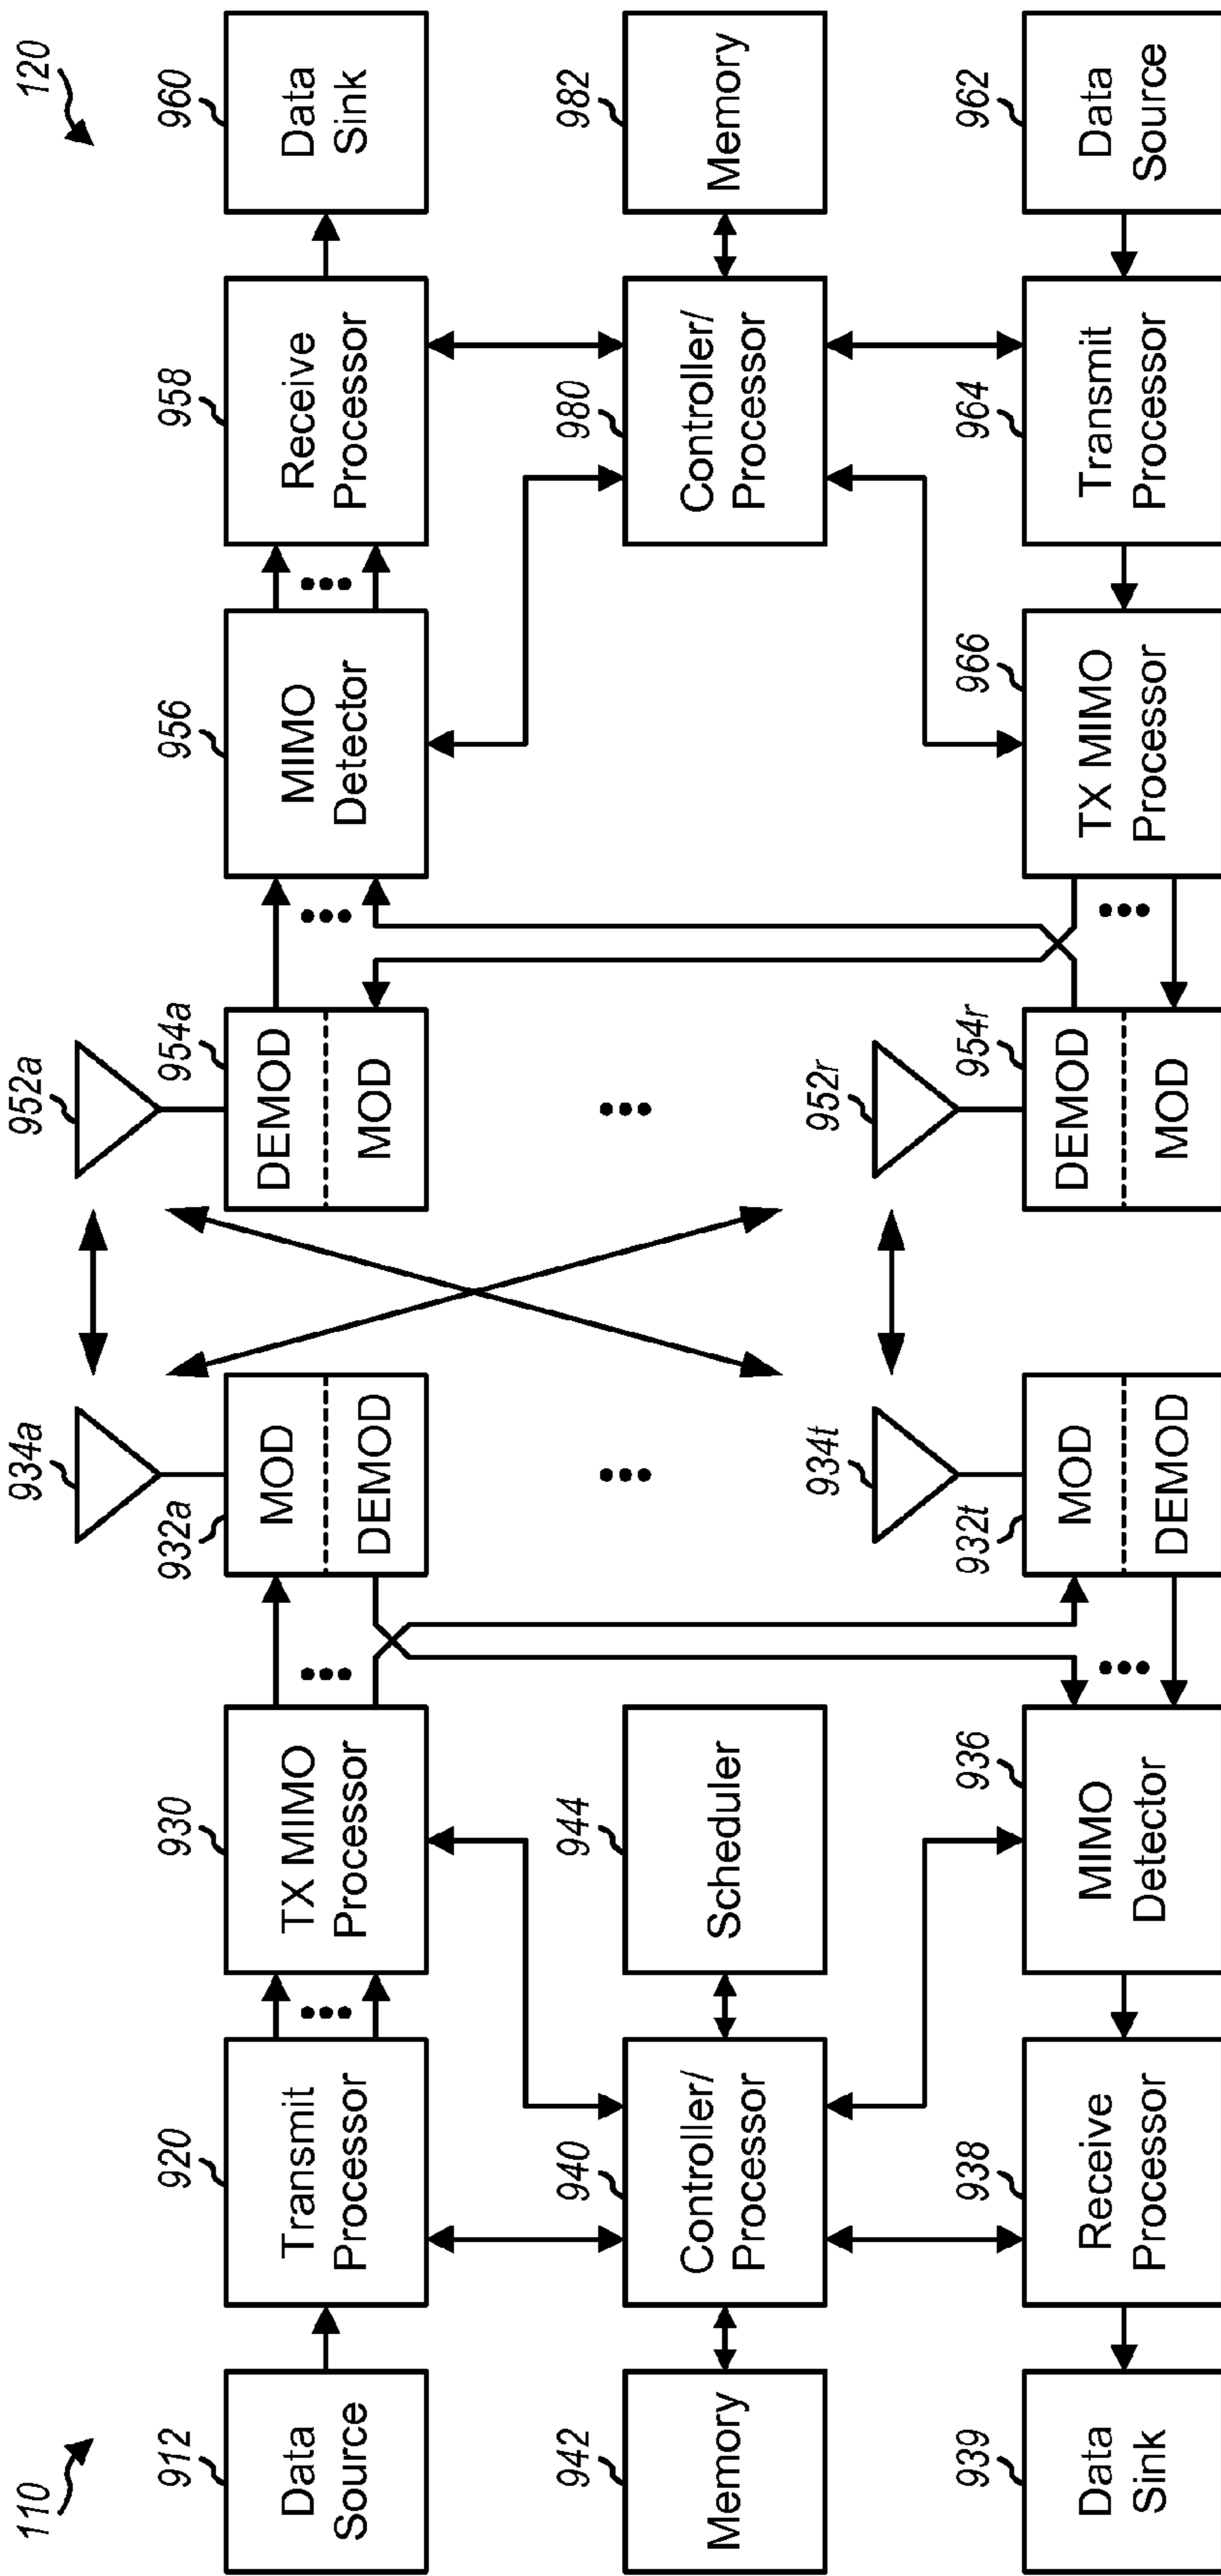 110
120
912
Data
Source
920
Transmit
Processor
930
TX MIMO
Processor
932a
934a
MOD
DEMOD
952a
954a
DEMOD
MOD
956
MIMO
Detector
958
Receive
Processor
960
Data
Sink
942
Memory
940
Controller/
Processor
944
Scheduler
980
Controller/
Processor
982
Memory
939
Data
Sink
938
Receive
Processor
936
MIMO
Detector
932t
934t
MOD
DEMOD
952r
954r
DEMOD
MOD
966
TX MIMO
Processor
964
Transmit
Processor
962
Data
Source